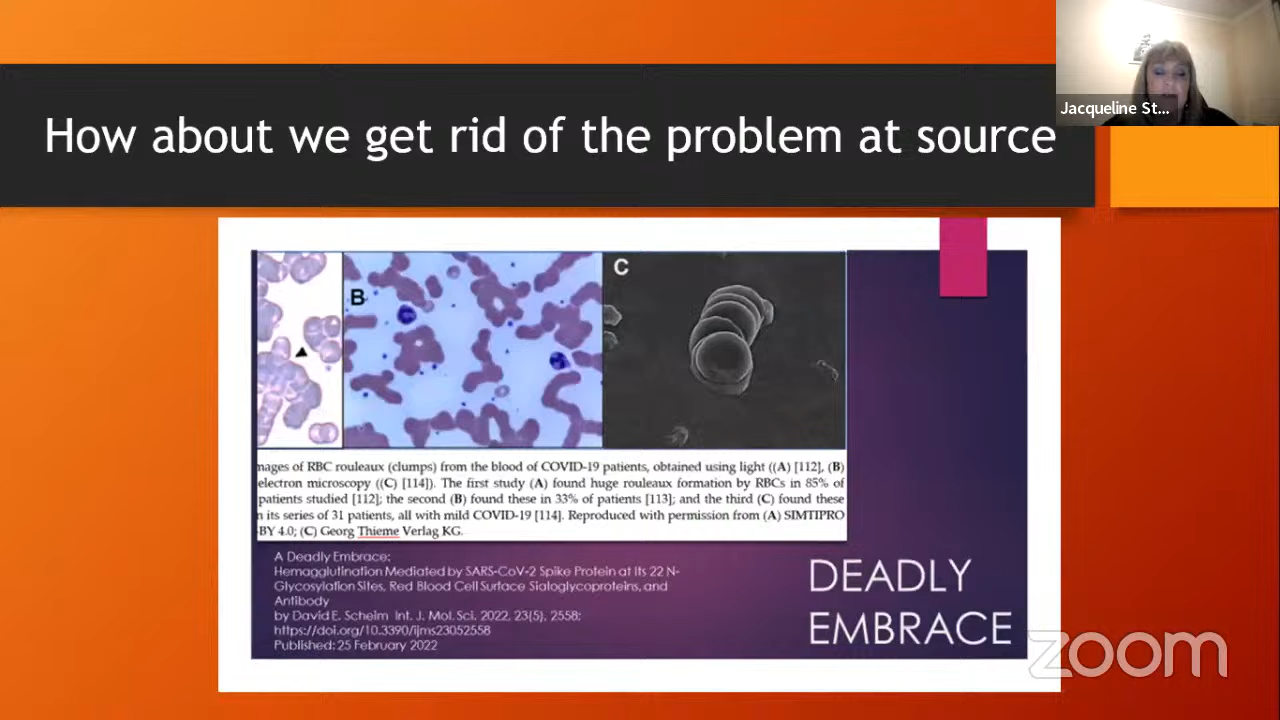 How about we get rid of the problem at source
Jacqueline St...
B
C
mages of RBC rouleaux (clumps) from the blood of COVID-19 patients, obtained using light ((A) [112], (B)
electron microscopy ((C) [114]). The first study (A) found huge rouleaux formation by RBCs in 85% of
patients studied [112]; the second (B) found these in 33% of patients [113]; and the third (C) found these
n its series of 31 patients, all with mild COVID-19 [114]. Reproduced with permission from (A) SIMTIPRO
BY 4.0; (C) Georg Thieme Verlag KG.
A Deadly Embrace:
Hemagglutination Mediated by SARS-CoV-2 Spike Protein at Its 22 N-
Glycosylation Sites, Red Blood Cell Surface Sialoglycoproteins, and
Antibody
by David E. Scheim Int. J. Mol. Sci. 2022, 23(5), 2558;
https://doi.org/10.3390/ijms23052558
Published: 25 February 2022
DEADLY
EMBRACE
zoom